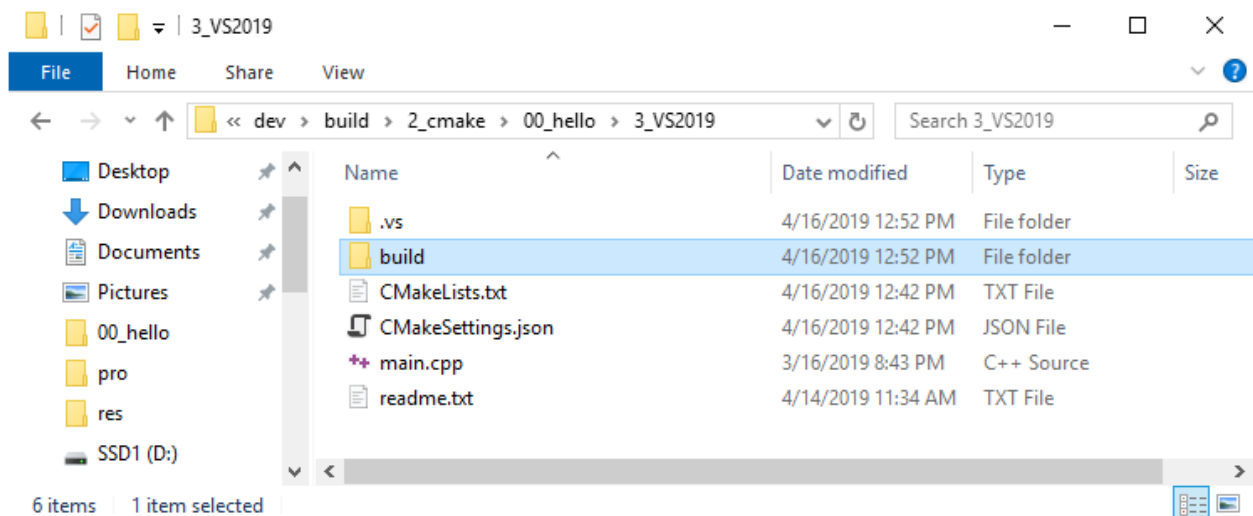 3_VS2019
File Home Share View
« dev > build > 2_cmake > 00_hello > 3_VS2019 Search 3_VS2019
Desktop
Downloads
Documents
Pictures
00_hello
pro
res
SSD1 (D:)
Name Date modified Type Size
.vs 4/16/2019 12:52 PM File folder
build 4/16/2019 12:52 PM File folder
CMakeLists.txt 4/16/2019 12:42 PM TXT File
CMakeSettings.json 4/16/2019 12:42 PM JSON File
main.cpp 3/16/2019 8:43 PM C++ Source
readme.txt 4/14/2019 11:34 AM TXT File
6 items 1 item selected